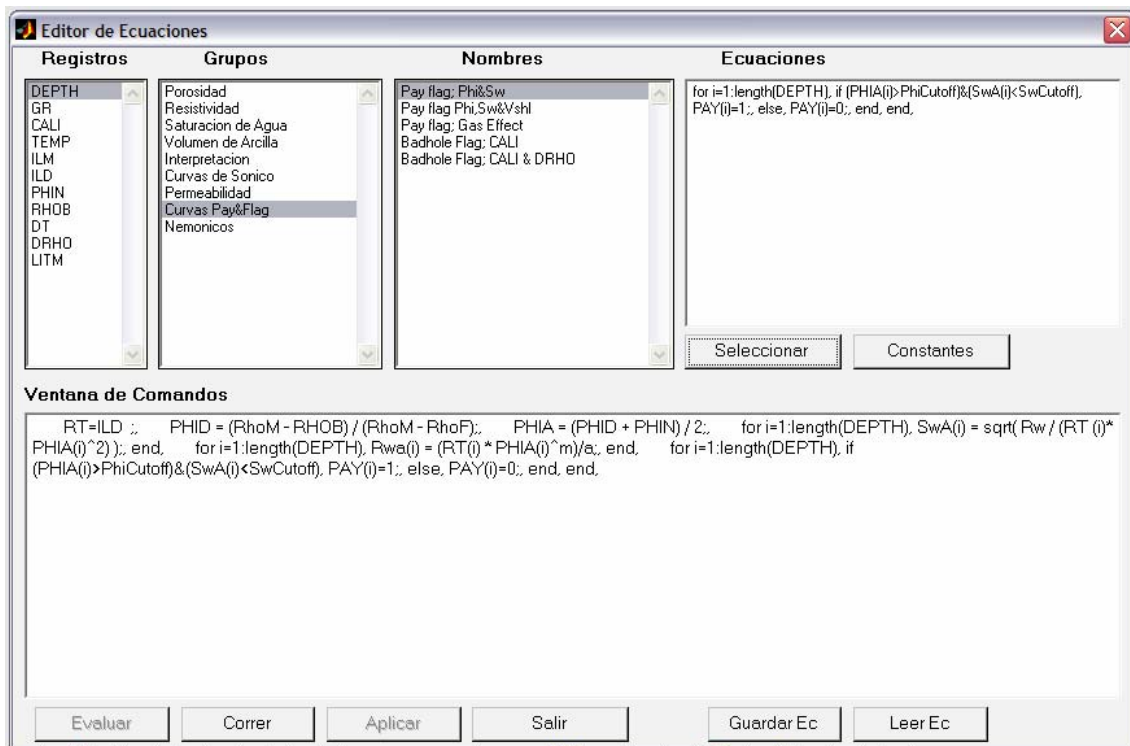 Editor de Ecuaciones
Registros
Grupos
Nombres
Ecuaciones
DEPTH
GR
CALI
TEMP
ILM
ILD
PHIN
RHOB
DT
DRHO
LITM
Porosidad
Resistividad
Saturacion de Agua
Volumen de Arcilla
Interpretacion
Curvas de Sonico
Permeabilidad
Curvas Pay&Flag
Nemonicos
Pay flag; Phi&Sw
Pay flag Phi,Sw&Vshl
Pay flag; Gas Effect
Badhole Flag; CALI
Badhole Flag; CALI & DRHO
for i=1:length(DEPTH), if (PHIA(i)>PhiCutoff)&(SwA(i)<SwCutoff),
PAY(i)=1;, else, PAY(i)=0;, end, end,
Seleccionar
Constantes
Ventana de Comandos
RT=ILD ;, PHID = (RhoM - RHOB) / (RhoM - RhoF);, PHIA = (PHID + PHIN) / 2;, for i=1:length(DEPTH), SwA(i) = sqrt( Rw / (RT (i)*
PHIA(i)^2) );, end, for i=1:length(DEPTH), Rwa(i) = (RT(i) * PHIA(i)^m)/a;, end, for i=1:length(DEPTH), if
(PHIA(i)>PhiCutoff)&(SwA(i)<SwCutoff), PAY(i)=1;, else, PAY(i)=0;, end, end,
Evaluar
Correr
Aplicar
Salir
Guardar Ec
Leer Ec